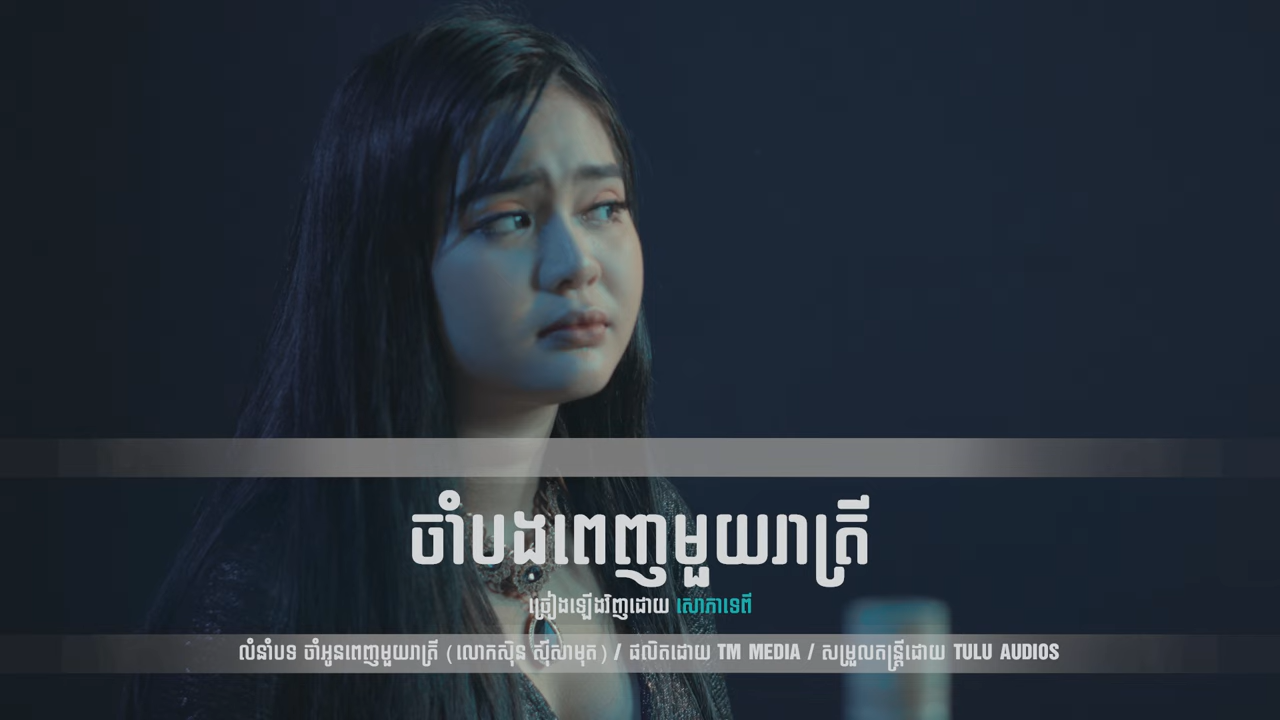 ចាំបងពេញមួយរាត្រី
ច្រៀងឡើងវិញដោយ សោភាទេពី
លំនាំបទ ចាំអូនពេញមួយរាត្រី (លោកស៊ិន ស៊ីសាមុត) / ផលិតដោយ TM MEDIA / សម្រួលតន្ត្រីដោយ TULU AUDIOS